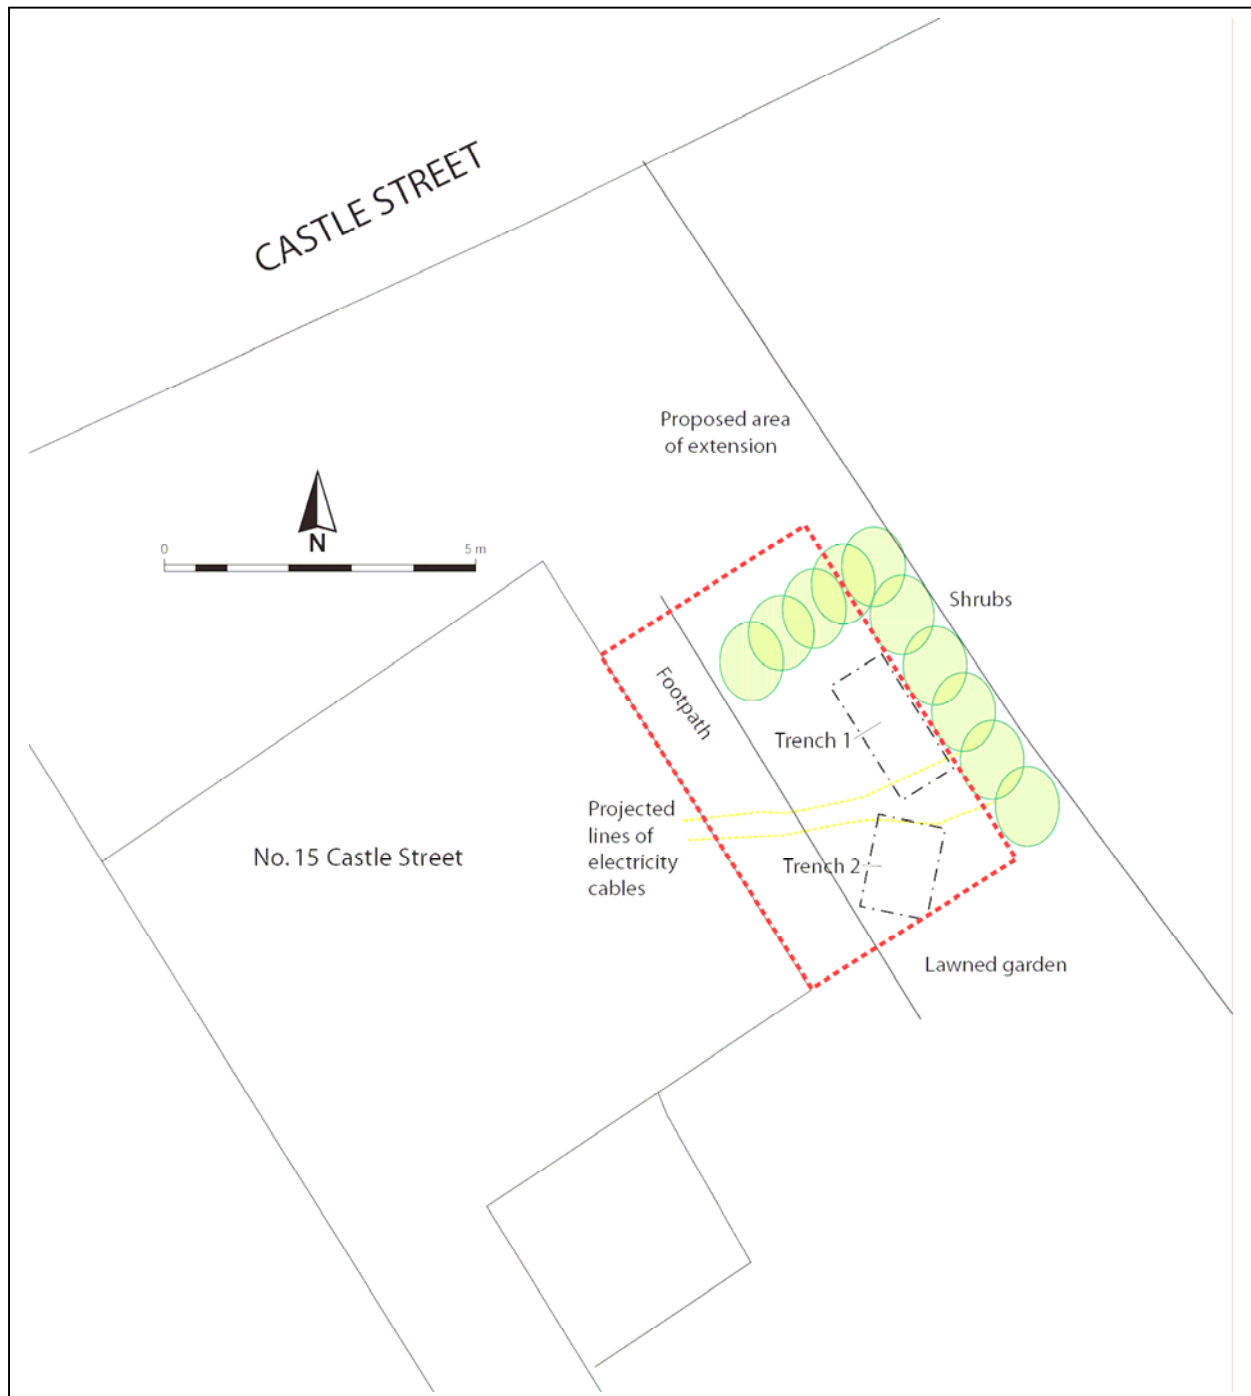 CASTLE STREET
Proposed area
of extension
N
0
5 m
Shrubs
Footpath
Trench 1
Projected
lines of
electricity
cables
No. 15 Castle Street
Trench 2
Lawned garden